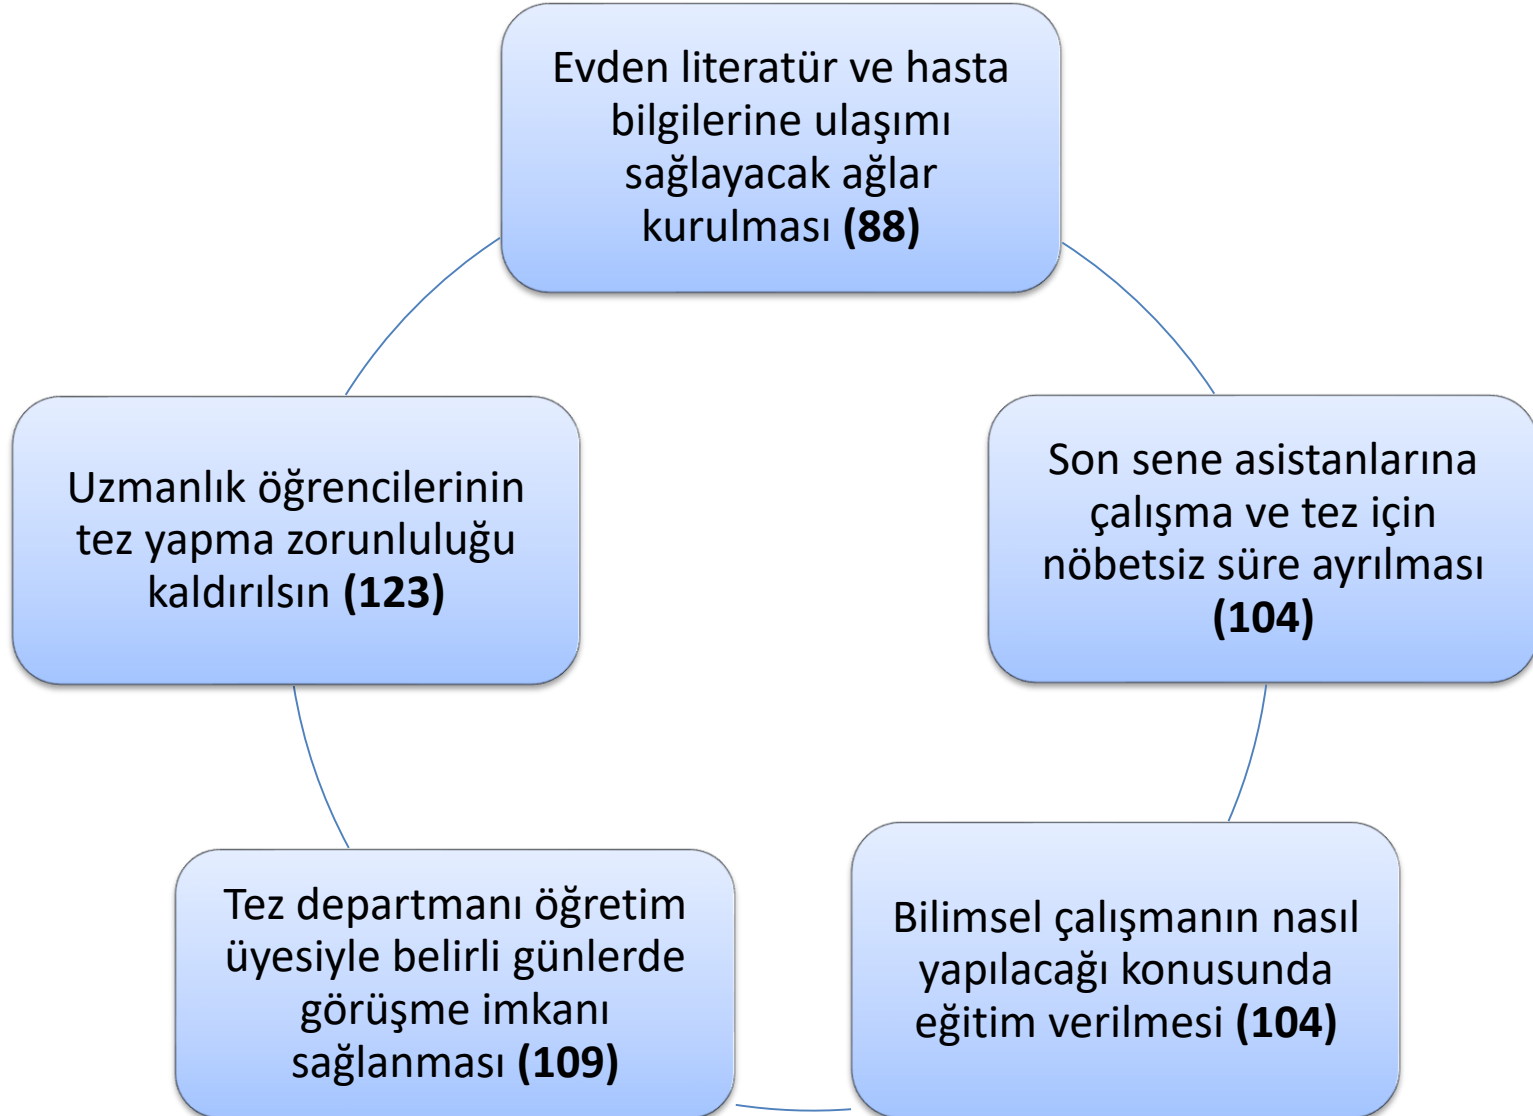 Evden literatür ve hasta
bilgilerine ulaşımı
sağlayacak ağlar
kurulması (88)
Son sene asistanlarına
çalışma ve tez için
nöbetsiz süre ayrılması
(104)
Bilimsel çalışmanın nasıl
yapılacağı konusunda
eğitim verilmesi (104)
Tez departmanı öğretim
üyesiyle belirli günlerde
görüşme imkanı
sağlanması (109)
Uzmanlık öğrencilerinin
tez yapma zorunluluğu
kaldırılsın (123)